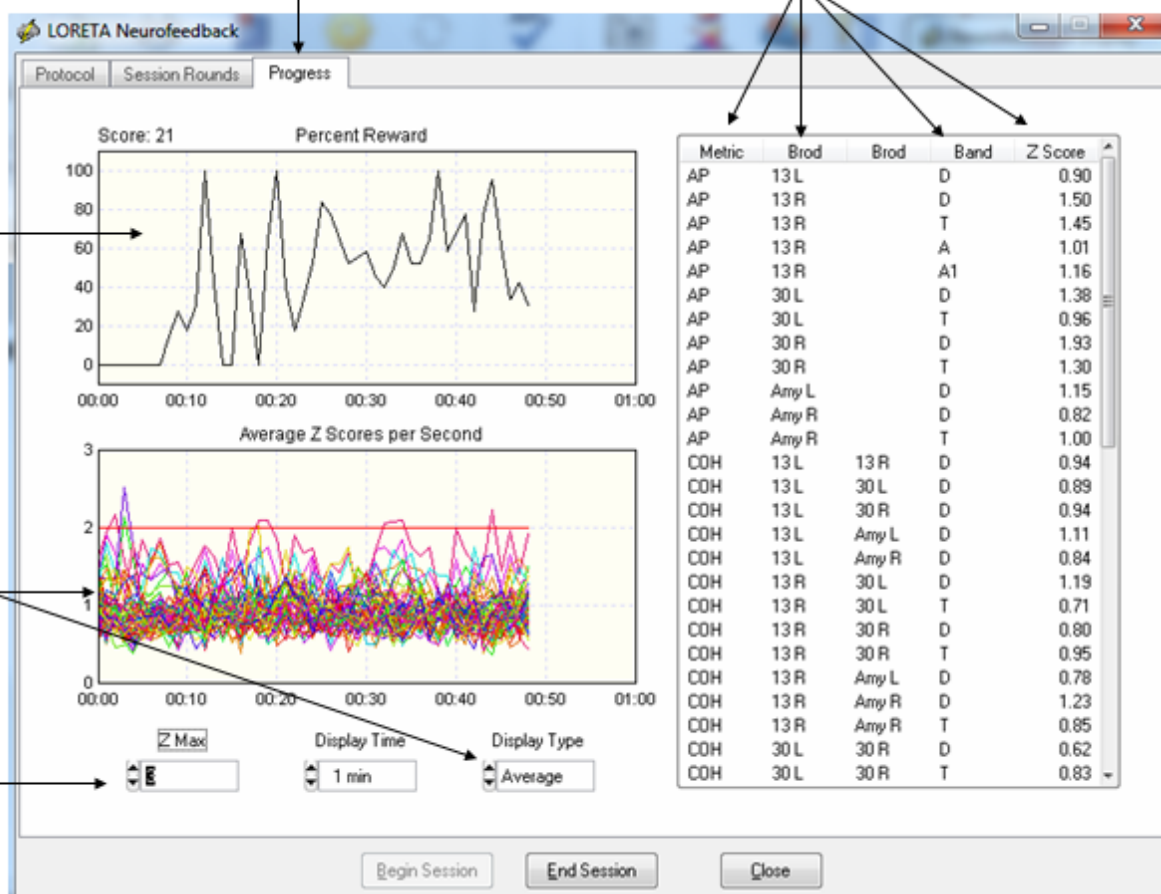 LORETA Neurofeedback
Protocol Session Rounds Progress
Score: 21 Percent Reward
100
80
60
40
20
0
00:00 00:10 00:20 00:30 00:40 00:50 01:00
Average Z Scores per Second
3
2
1
0
00:00 00:10 00:20 00:30 00:40 00:50 01:00
Z Max Display Time Display Type
1 min Average
Metric Brod Brod Band Z Score
AP 13 L D 0.90
AP 13 R D 1.50
AP 13 R T 1.45
AP 13 R A 1.01
AP 13 R A1 1.16
AP 30 L D 1.38
AP 30 L T 0.96
AP 30 R D 1.93
AP 30 R T 1.30
AP Amy L D 1.15
AP Amy R D 0.82
AP Amy R T 1.00
COH 13 L 13 R D 0.94
COH 13 L 30 L D 0.89
COH 13 L 30 R D 0.94
COH 13 L Amy L D 1.11
COH 13 L Amy R D 0.84
COH 13 R 30 L D 1.19
COH 13 R 30 L T 0.71
COH 13 R 30 R D 0.80
COH 13 R 30 R T 0.95
COH 13 R Amy L D 0.78
COH 13 R Amy R D 1.23
COH 13 R Amy R T 0.85
COH 30 L 30 R D 0.62
COH 30 L 30 R T 0.83
Begin Session End Session Close